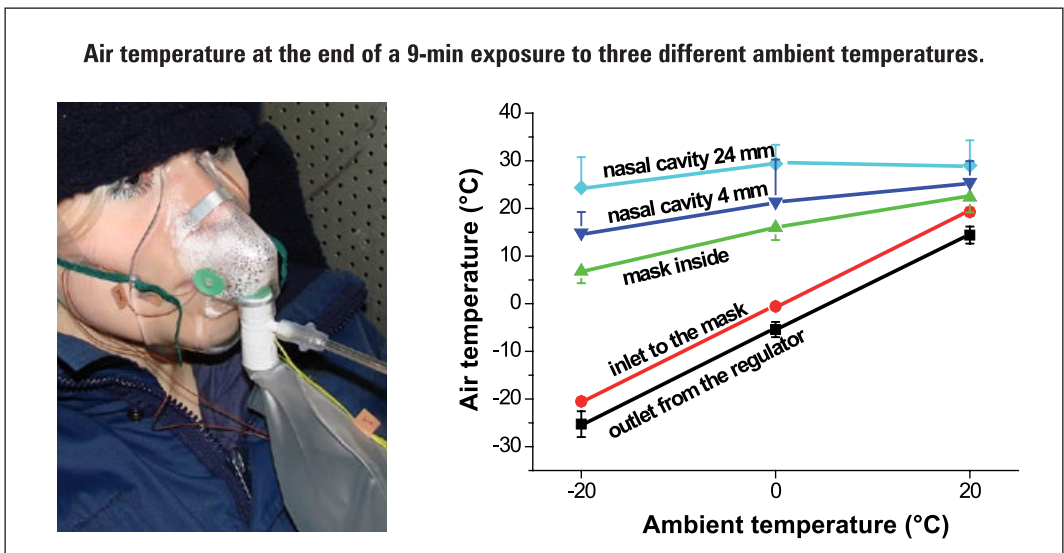 Air temperature at the end of a 9-min exposure to three different ambient temperatures.
40
30
20
10
0
-10
-20
-30
Air temperature (°C)
nasal cavity 24 mm
nasal cavity 4 mm
mask inside
inlet to the mask
outlet from the regulator
-20
0
20
Ambient temperature (°C)